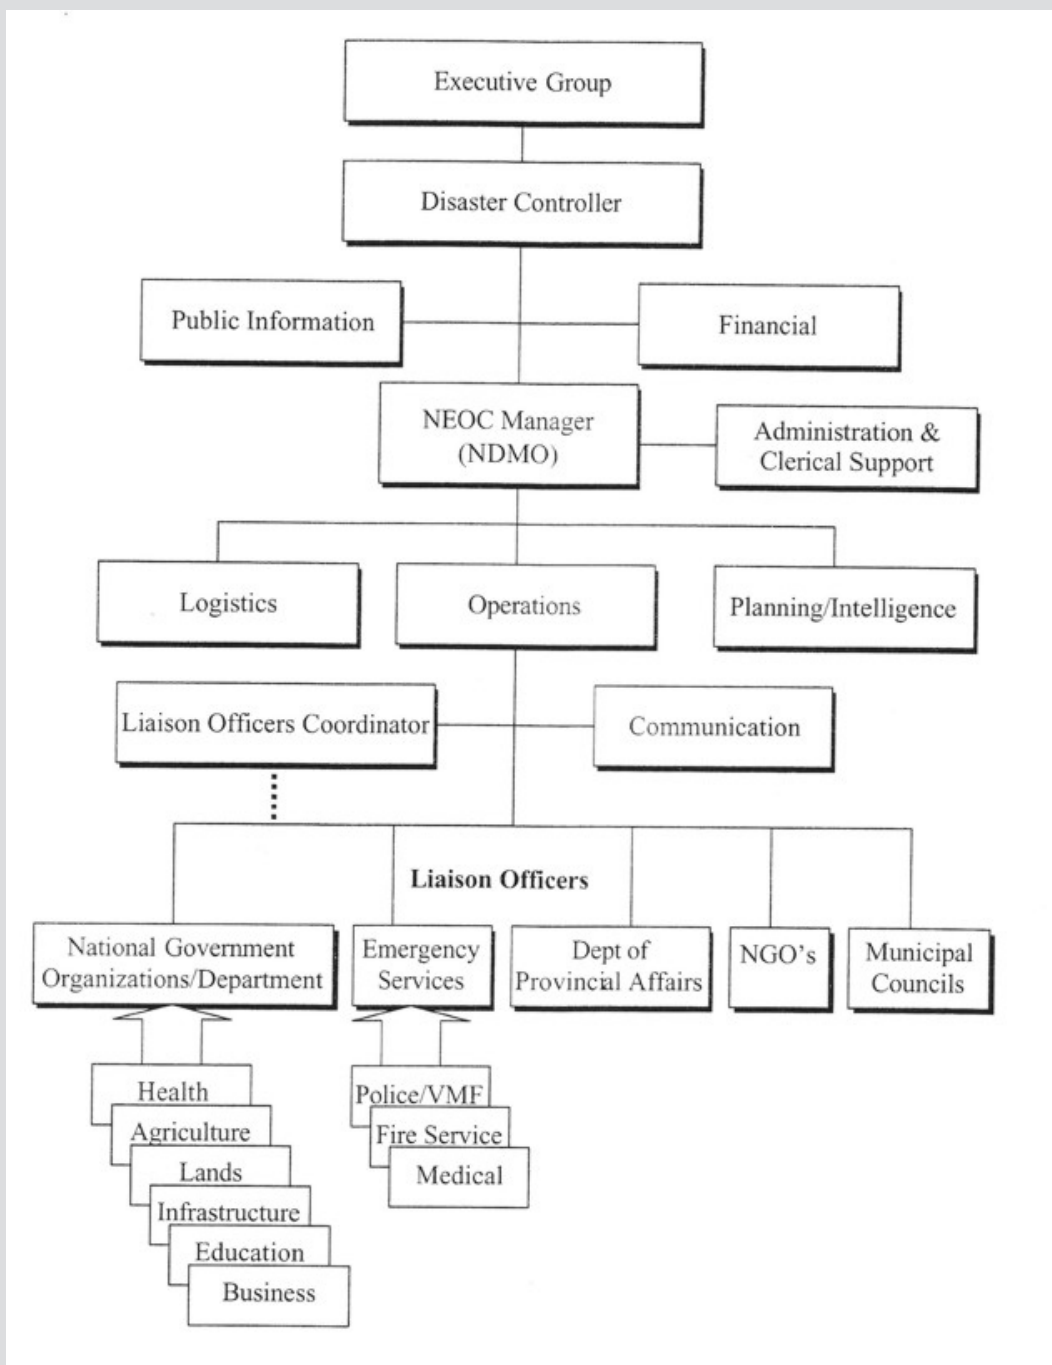 Executive Group
Disaster Controller
Public Information
Financial
NEOC Manager
(NDMO)
Administration &
Clerical Support
Logistics
Operations
Planning/Intelligence
Liaison Officers Coordinator
Communication
Liaison Officers
National Government
Organizations/Department
Emergency
Services
Dept of
Provincial Affairs
NGO's
Municipal
Councils
Health
Agriculture
Lands
Infrastructure
Education
Business
Police/VMF
Fire Service
Medical